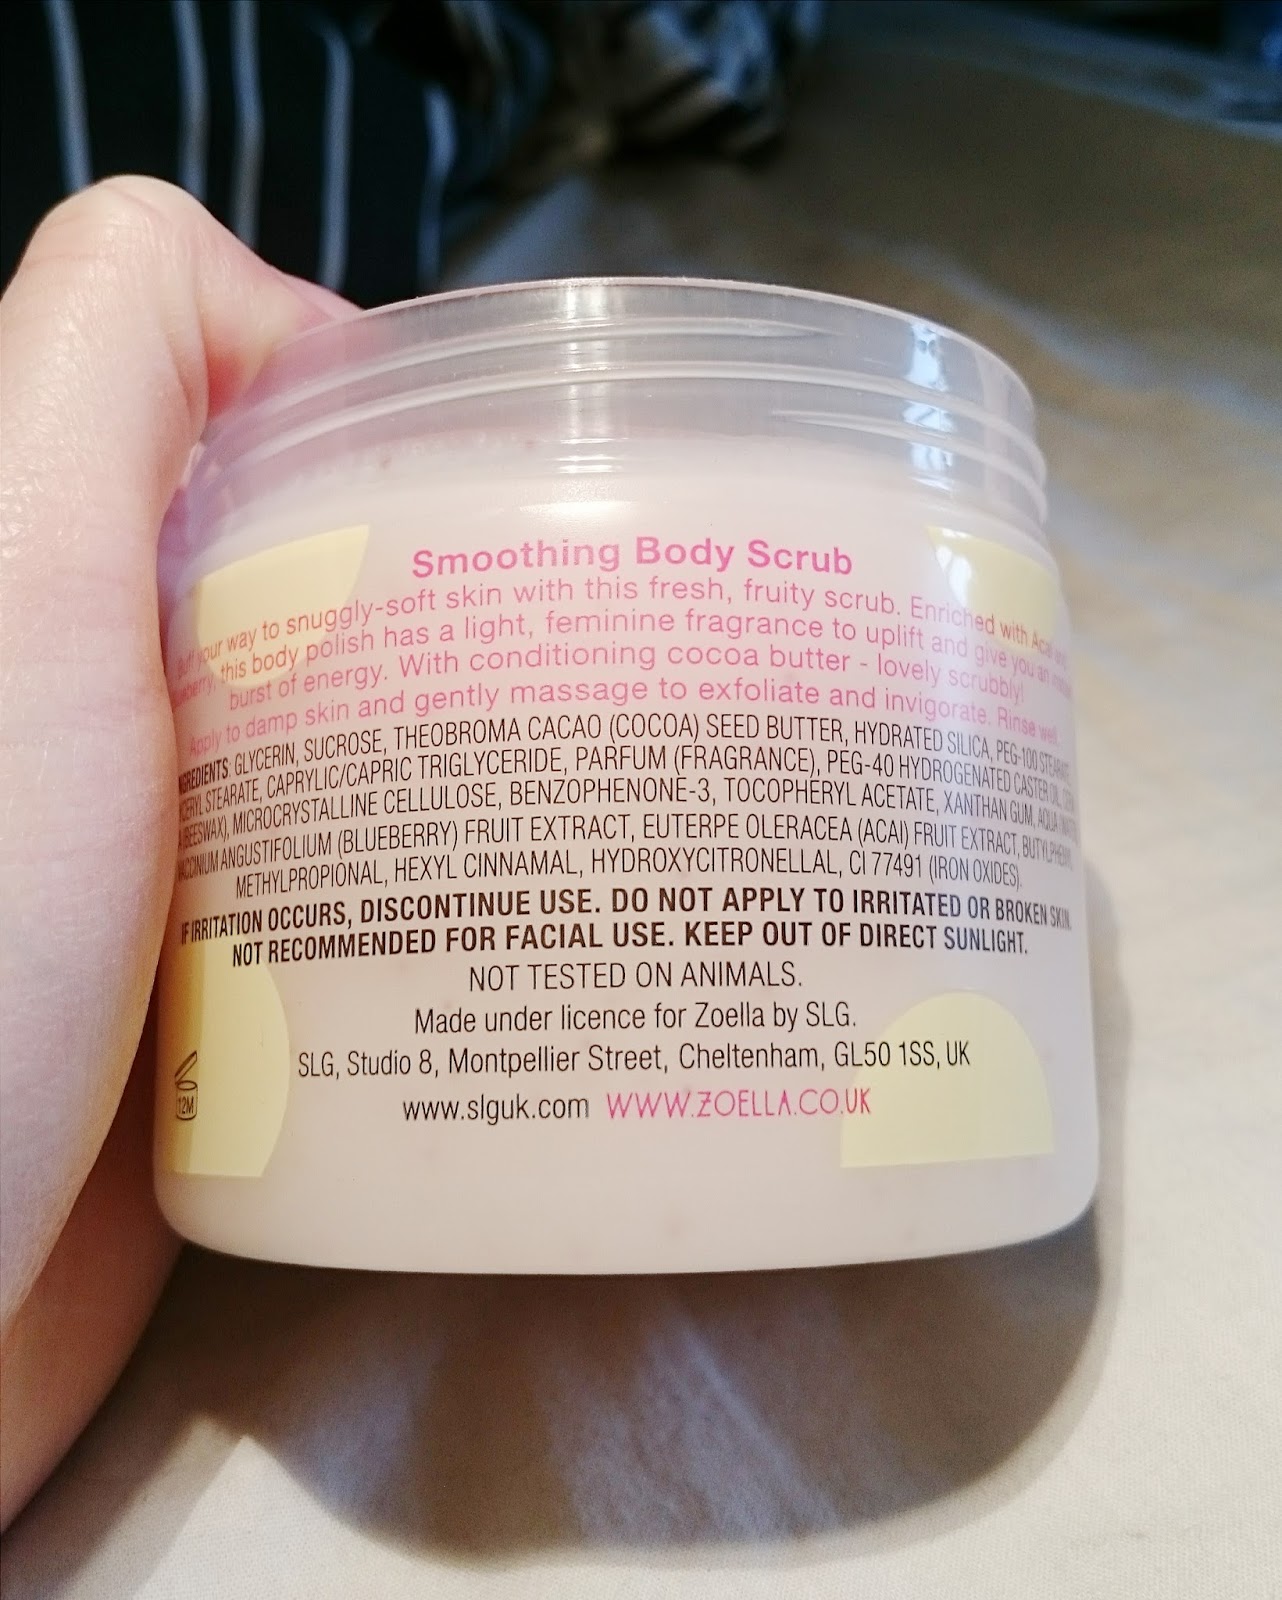 Smoothing Body Scrub
your way to snuggly-soft skin with this fresh, fruity scrub. Enriched with Acai
this body polish has a light, feminine fragrance to uplift and give you an
burst of energy. With conditioning cocoa butter - lovely scrubbly!
Apply to damp skin and gently massage to exfoliate and invigorate. Rinse well.
GLYCERIN, SUCROSE, THEOBROMA CACAO (COCOA) SEED BUTTER, HYDRATED SILICA, PEG-100
STEARATE, CAPRYLIC/CAPRIC TRIGLYCERIDE, PARFUM (FRAGRANCE), PEG-40 HYDROGENATED CASTER OIL,
(BEESWAX), MICROCRYSTALLINE CELLULOSE, BENZOPHENONE-3, TOCOPHERYL ACETATE, XANTHAN GUM, AQUA
ANGUSTIFOLIUM (BLUEBERRY) FRUIT EXTRACT, EUTERPE OLERACEA (ACAI) FRUIT EXTRACT,
METHYLPROPIONAL, HEXYL CINNAMAL, HYDROXYCITRONELLAL, CI 77491 (IRON OXIDES).
IF IRRITATION OCCURS, DISCONTINUE USE. DO NOT APPLY TO IRRITATED OR BROKEN SKIN.
NOT RECOMMENDED FOR FACIAL USE. KEEP OUT OF DIRECT SUNLIGHT.
NOT TESTED ON ANIMALS.
Made under licence for Zoella by SLG.
SLG, Studio 8, Montpellier Street, Cheltenham, GL50 1SS, UK
12M
www.slguk.com WWW.ZOELLA.CO.UK